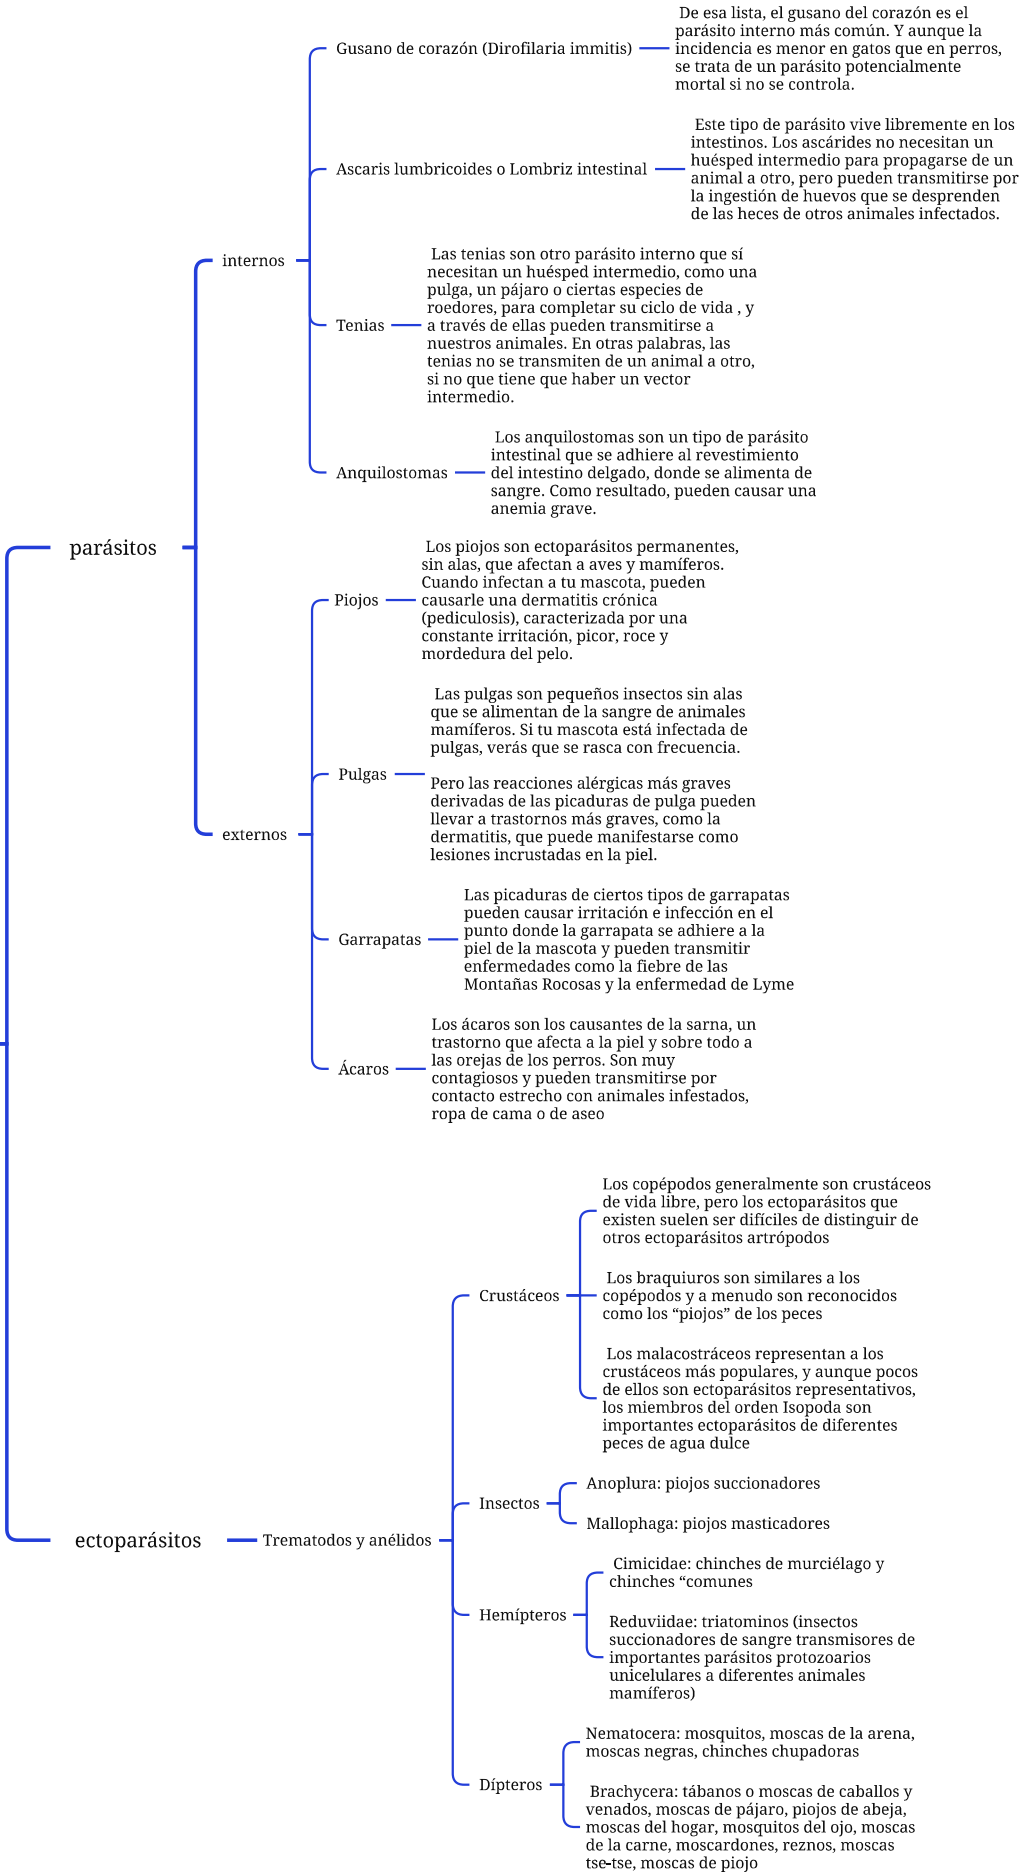 parásitos
internos
Gusano de corazón (Dirofilaria immitis)
De esa lista, el gusano del corazón es el
parásito interno más común. Y aunque la
incidencia es menor en gatos que en perros,
se trata de un parásito potencialmente
mortal si no se controla.
Ascaris lumbricoides o Lombriz intestinal
Este tipo de parásito vive libremente en los
intestinos. Los ascárides no necesitan un
huésped intermedio para propagarse de un
animal a otro, pero pueden transmitirse por
la ingestión de huevos que se desprenden
de las heces de otros animales infectados.
Tenias
Las tenias son otro parásito interno que sí
necesitan un huésped intermedio, como una
pulga, un pájaro o ciertas especies de
roedores, para completar su ciclo de vida , y
a través de ellas pueden transmitirse a
nuestros animales. En otras palabras, las
tenias no se transmiten de un animal a otro,
si no que tiene que haber un vector
intermedio.
Anquilostomas
Los anquilostomas son un tipo de parásito
intestinal que se adhiere al revestimiento
del intestino delgado, donde se alimenta de
sangre. Como resultado, pueden causar una
anemia grave.
externos
Piojos
Los piojos son ectoparásitos permanentes,
sin alas, que afectan a aves y mamíferos.
Cuando infectan a tu mascota, pueden
causarle una dermatitis crónica
(pediculosis), caracterizada por una
constante irritación, picor, roce y
mordedura del pelo.
Pulgas
Las pulgas son pequeños insectos sin alas
que se alimentan de la sangre de animales
mamíferos. Si tu mascota está infectada de
pulgas, verás que se rasca con frecuencia.
Pero las reacciones alérgicas más graves
derivadas de las picaduras de pulga pueden
llevar a trastornos más graves, como la
dermatitis, que puede manifestarse como
lesiones incrustadas en la piel.
Garrapatas
Las picaduras de ciertos tipos de garrapatas
pueden causar irritación e infección en el
punto donde la garrapata se adhiere a la
piel de la mascota y pueden transmitir
enfermedades como la fiebre de las
Montañas Rocosas y la enfermedad de Lyme
Ácaros
Los ácaros son los causantes de la sarna, un
trastorno que afecta a la piel y sobre todo a
las orejas de los perros. Son muy
contagiosos y pueden transmitirse por
contacto estrecho con animales infestados,
ropa de cama o de aseo
ectoparásitos
Trematodos y anélidos
Crustáceos
Los copépodos generalmente son crustáceos
de vida libre, pero los ectoparásitos que
existen suelen ser difíciles de distinguir de
otros ectoparásitos artrópodos
Los braquiuros son similares a los
copépodos y a menudo son reconocidos
como los “piojos” de los peces
Los malacostráceos representan a los
crustáceos más populares, y aunque pocos
de ellos son ectoparásitos representativos,
los miembros del orden Isopoda son
importantes ectoparásitos de diferentes
peces de agua dulce
Insectos
Anoplura: piojos succionadores
Mallophaga: piojos masticadores
Hemípteros
Cimicidae: chinches de murciélago y
chinches “comunes
Reduviidae: triatominos (insectos
succionadores de sangre transmisores de
importantes parásitos protozoarios
unicelulares a diferentes animales
mamíferos)
Dípteros
Nematocera: mosquitos, moscas de la arena,
moscas negras, chinches chupadoras
Brachycera: tábanos o moscas de caballos y
venados, moscas de pájaro, piojos de abeja,
moscas del hogar, mosquitos del ojo, moscas
de la carne, moscardones, reznos, moscas
tse-tse, moscas de piojo